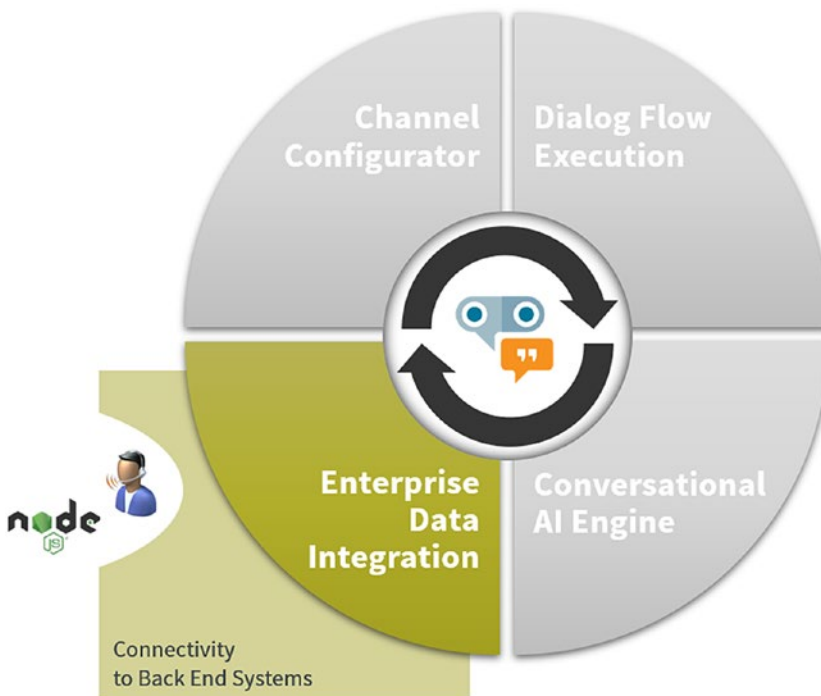 Channel
Configurator
Dialog Flow
Execution
Enterprise
Data
Integration
Conversational
AI Engine
node
JS
Connectivity
to Back End Systems